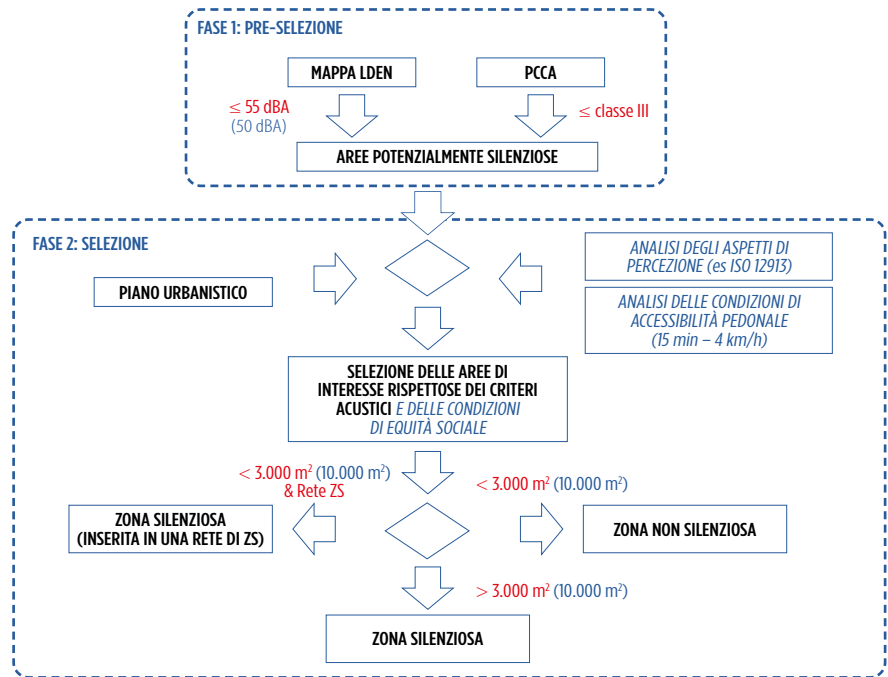 FASE 1: PRE-SELEZIONE
MAPPA LDEN
PCCA
≤ 55 dBA
(50 dBA)
≤ classe III
AREE POTENZIALMENTE SILENZIOSE
FASE 2: SELEZIONE
PIANO URBANISTICO
ANALISI DEGLI ASPETTI DI
PERCEZIONE (es ISO 12913)
ANALISI DELLE CONDIZIONI DI
ACCESSIBILITÀ PEDONALE
(15 min – 4 km/h)
SELEZIONE DELLE AREE DI
INTERESSE RISPETTOSE DEI CRITERI
ACUSTICI E DELLE CONDIZIONI
DI EQUITÀ SOCIALE
< 3.000 m² (10.000 m²)
& Rete ZS
< 3.000 m² (10.000 m²)
ZONA SILENZIOSA
(INSERITA IN UNA RETE DI ZS)
ZONA NON SILENZIOSA
> 3.000 m² (10.000 m²)
ZONA SILENZIOSA